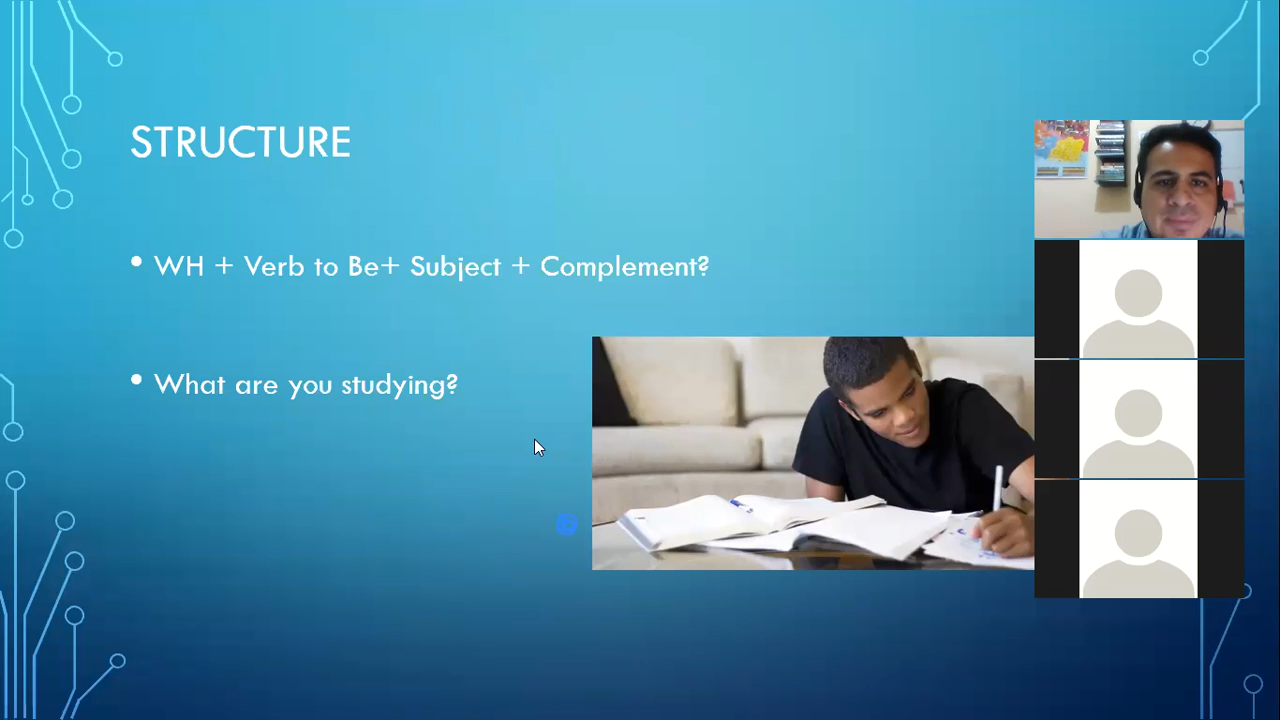 STRUCTURE
• WH + Verb to Be+ Subject + Complement?
• What are you studying?